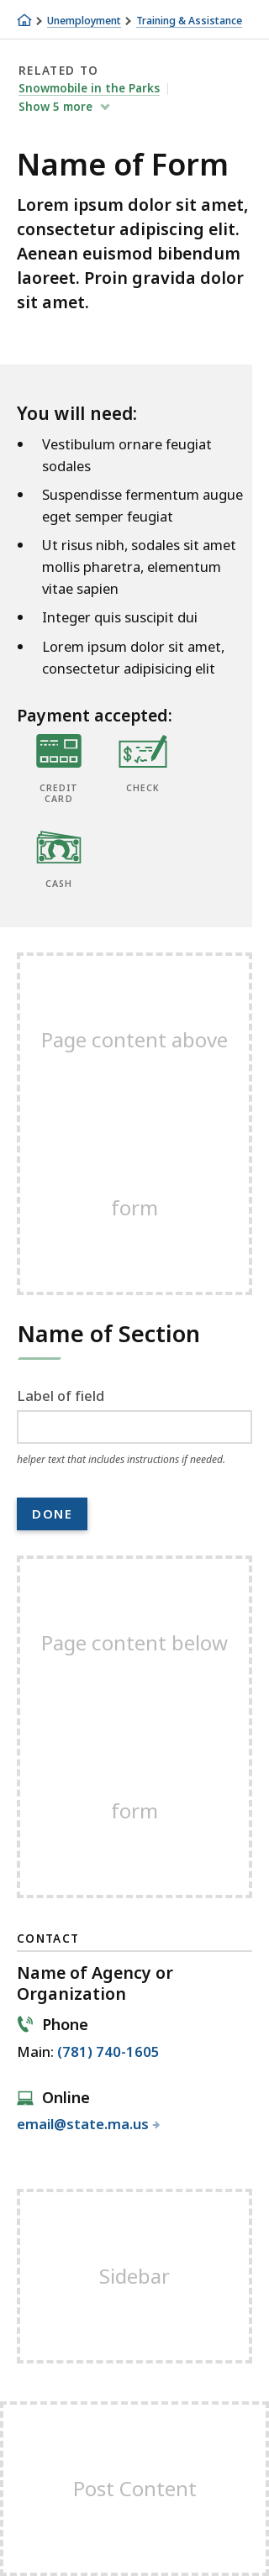 Unemployment Training & Assistance
RELATED TO
Snowmobile in the Parks
Show 5 more
Name of Form
Lorem ipsum dolor sit amet,
consectetur adipiscing elit.
Aenean euismod bibendum
laoreet. Proin gravida dolor
sit amet.
You will need:
Vestibulum ornare feugiat
sodales
Suspendisse fermentum augue
eget semper feugiat
Ut risus nibh, sodales sit amet
mollis pharetra, elementum
vitae sapien
Integer quis suscipit dui
Lorem ipsum dolor sit amet,
consectetur adipisicing elit
Payment accepted:
CREDIT
CARD
CHECK
CASH
Page content above
form
Name of Section
Label of field
helper text that includes instructions if needed.
DONE
Page content below
form
CONTACT
Name of Agency or
Organization
Phone
Main: (781) 740-1605
Online
email@state.ma.us
Sidebar
Post Content